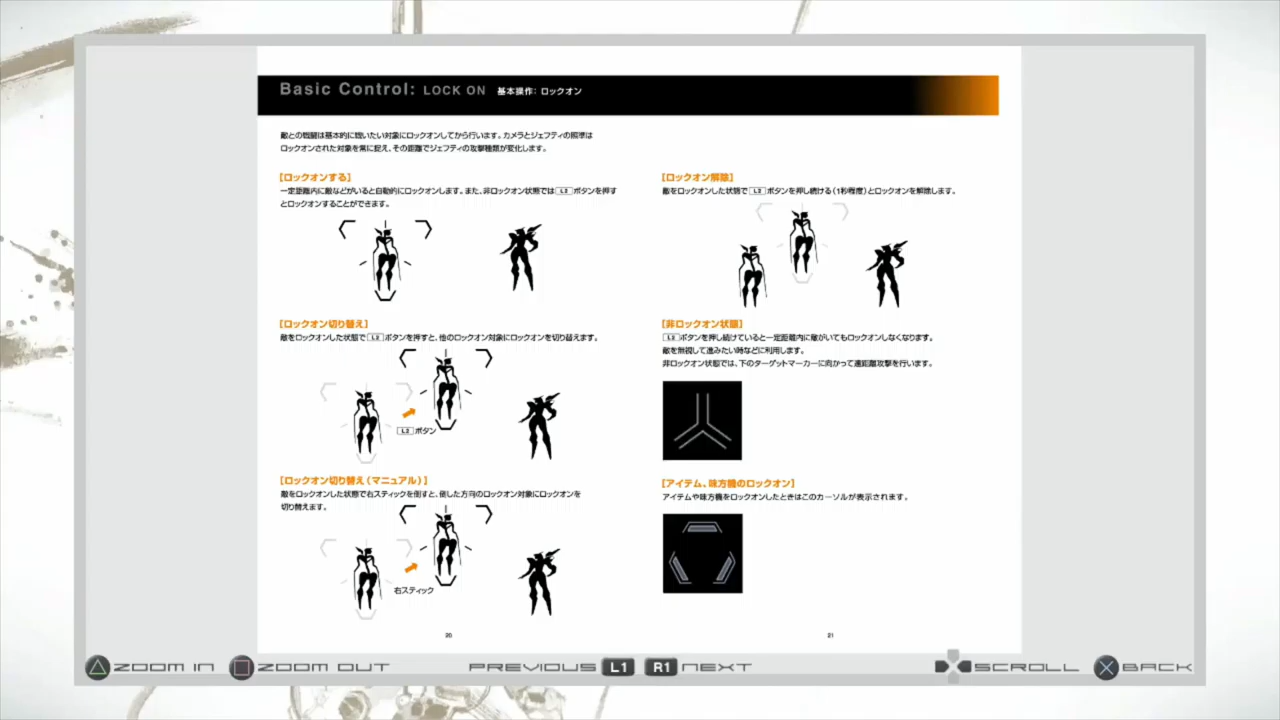 Basic Control: LOCK ON 基本操作: ロックオン
敵との戦闘は基本的に戦いたい対象にロックオンしてから行います。カメラとジェフティの照準は
ロックオンされた対象を常に捉え、その距離でジェフティの攻撃種類が変化します。
[ロックオンする]
一定距離内に敵などがいると自動的にロックオンします。また、非ロックオン状態では L2 ボタンを押す
とロックオンすることができます。
[ロックオン切り替え]
敵をロックオンした状態で L2 ボタンを押すと、他のロックオン対象にロックオンを切り替えます。
L2 ボタン
[ロックオン切り替え(マニュアル)]
敵をロックオンした状態で右スティックを倒すと、倒した方向のロックオン対象にロックオンを
切り替えます。
右スティック
20
[ロックオン解除]
敵をロックオンした状態で L2 ボタンを押し続ける(1秒程度)とロックオンを解除します。
[非ロックオン状態]
L2 ボタンを押し続けていると一定距離内に敵がいてもロックオンしなくなります。
敵を無視して進みたい時などに利用します。
非ロックオン状態では、下のターゲットマーカーに向かって遠距離攻撃を行います。
[アイテム、味方機のロックオン]
アイテムや味方機をロックオンしたときはこのカーソルが表示されます。
21
ZOOM IN ZOOM OUT PREVIOUS L1 R1 NEXT SCROLL BACK